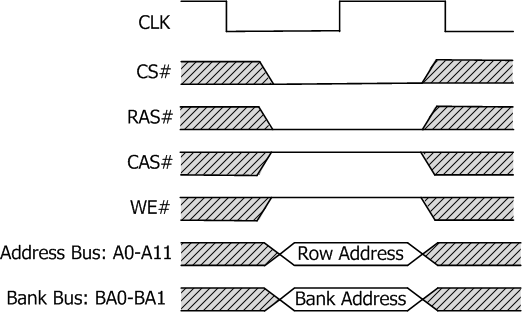 CLK
CS#
RAS#
CAS#
WE#
Address Bus: A0-A11 Row Address
Bank Bus: BA0-BA1 Bank Address